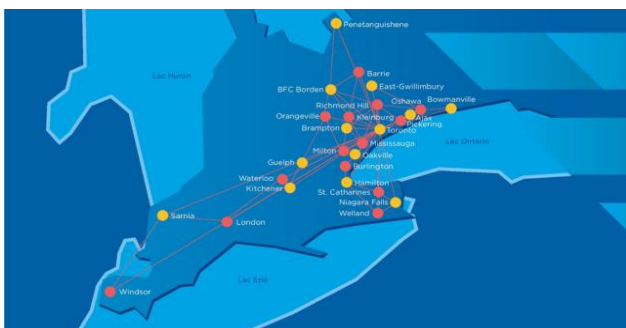 Penetanguishene
Lac Huron
Barrie
BFC Borden
East-Gwillimbury
Richmond Hill
Oshawa
Bowmanville
Orangeville
Kleinburg
Ajax
Pickering
Brampton
Toronto
Lac Ontario
Mississauga
Milton
Oakville
Guelph
Burlington
Waterloo
Kitchener
Hamilton
St. Catharines
Niagara Falls
Welland
Sarnia
London
Lac Érié
Windsor